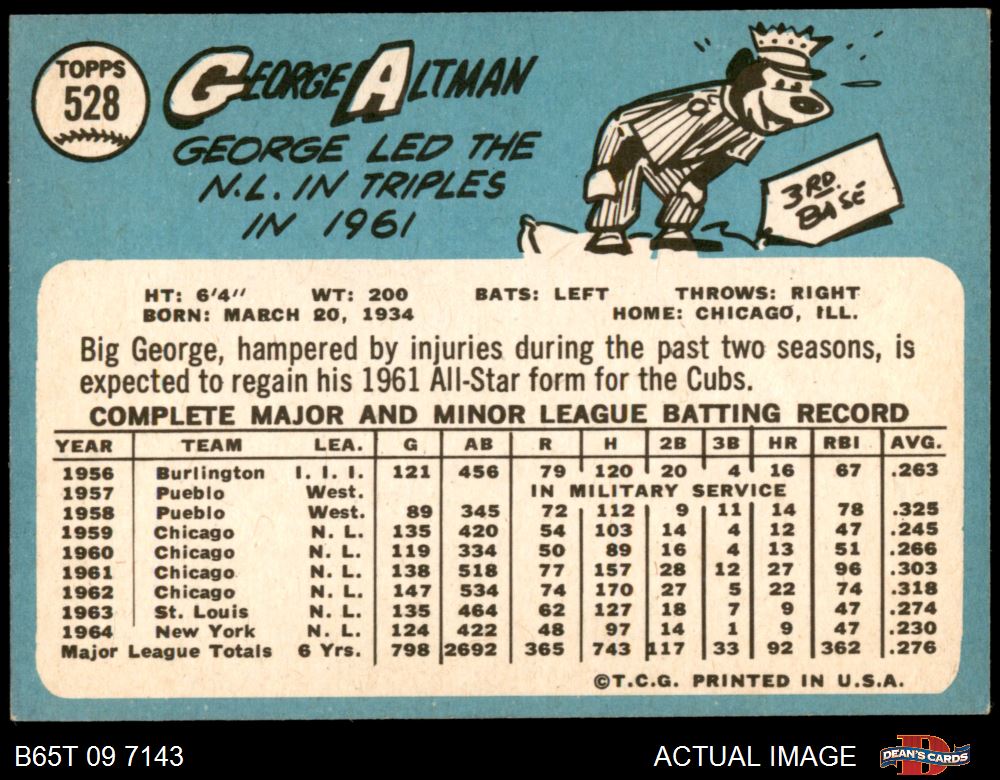 TOPPS
528
GEORGE ALTMAN
GEORGE LED THE
N.L. IN TRIPLES
IN 1961
3RD.
BASE
HT: 6'4" WT: 200 BATS: LEFT THROWS: RIGHT
BORN: MARCH 20, 1934 HOME: CHICAGO, ILL.
Big George, hampered by injuries during the past two seasons, is
expected to regain his 1961 All-Star form for the Cubs.
COMPLETE MAJOR AND MINOR LEAGUE BATTING RECORD
YEAR TEAM LEA. G AB R H 2B 3B HR RBI AVG.
1956 Burlington I. I. I. 121 456 79 120 20 4 16 67 .263
1957 Pueblo West. IN MILITARY SERVICE
1958 Pueblo West. 89 345 72 112 9 11 14 78 .325
1959 Chicago N. L. 135 420 54 103 14 4 12 47 .245
1960 Chicago N. L. 119 334 50 89 16 4 13 51 .266
1961 Chicago N. L. 138 518 77 157 28 12 27 96 .303
1962 Chicago N. L. 147 534 74 170 27 5 22 74 .318
1963 St. Louis N. L. 135 464 62 127 18 7 9 47 .274
1964 New York N. L. 124 422 48 97 14 1 9 47 .230
Major League Totals 6 Yrs. 798 2692 365 743 117 33 92 362 .276
©T.C.G. PRINTED IN U.S.A.
B65T 09 7143 ACTUAL IMAGE DEAN'S CARDS